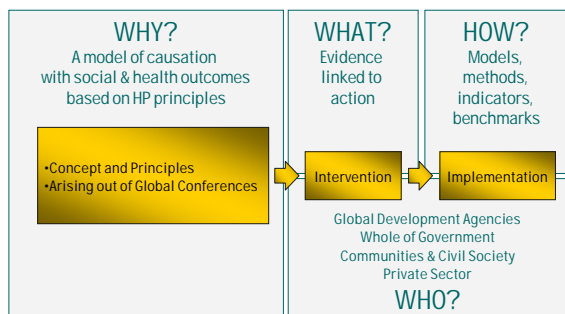 WHY?
A model of causation
with social & health outcomes
based on HP principles
•Concept and Principles
•Arising out of Global Conferences
WHAT?
Evidence
linked to
action
Intervention
HOW?
Models,
methods,
indicators,
benchmarks
Implementation
Global Development Agencies
Whole of Government
Communities & Civil Society
Private Sector
WHO?